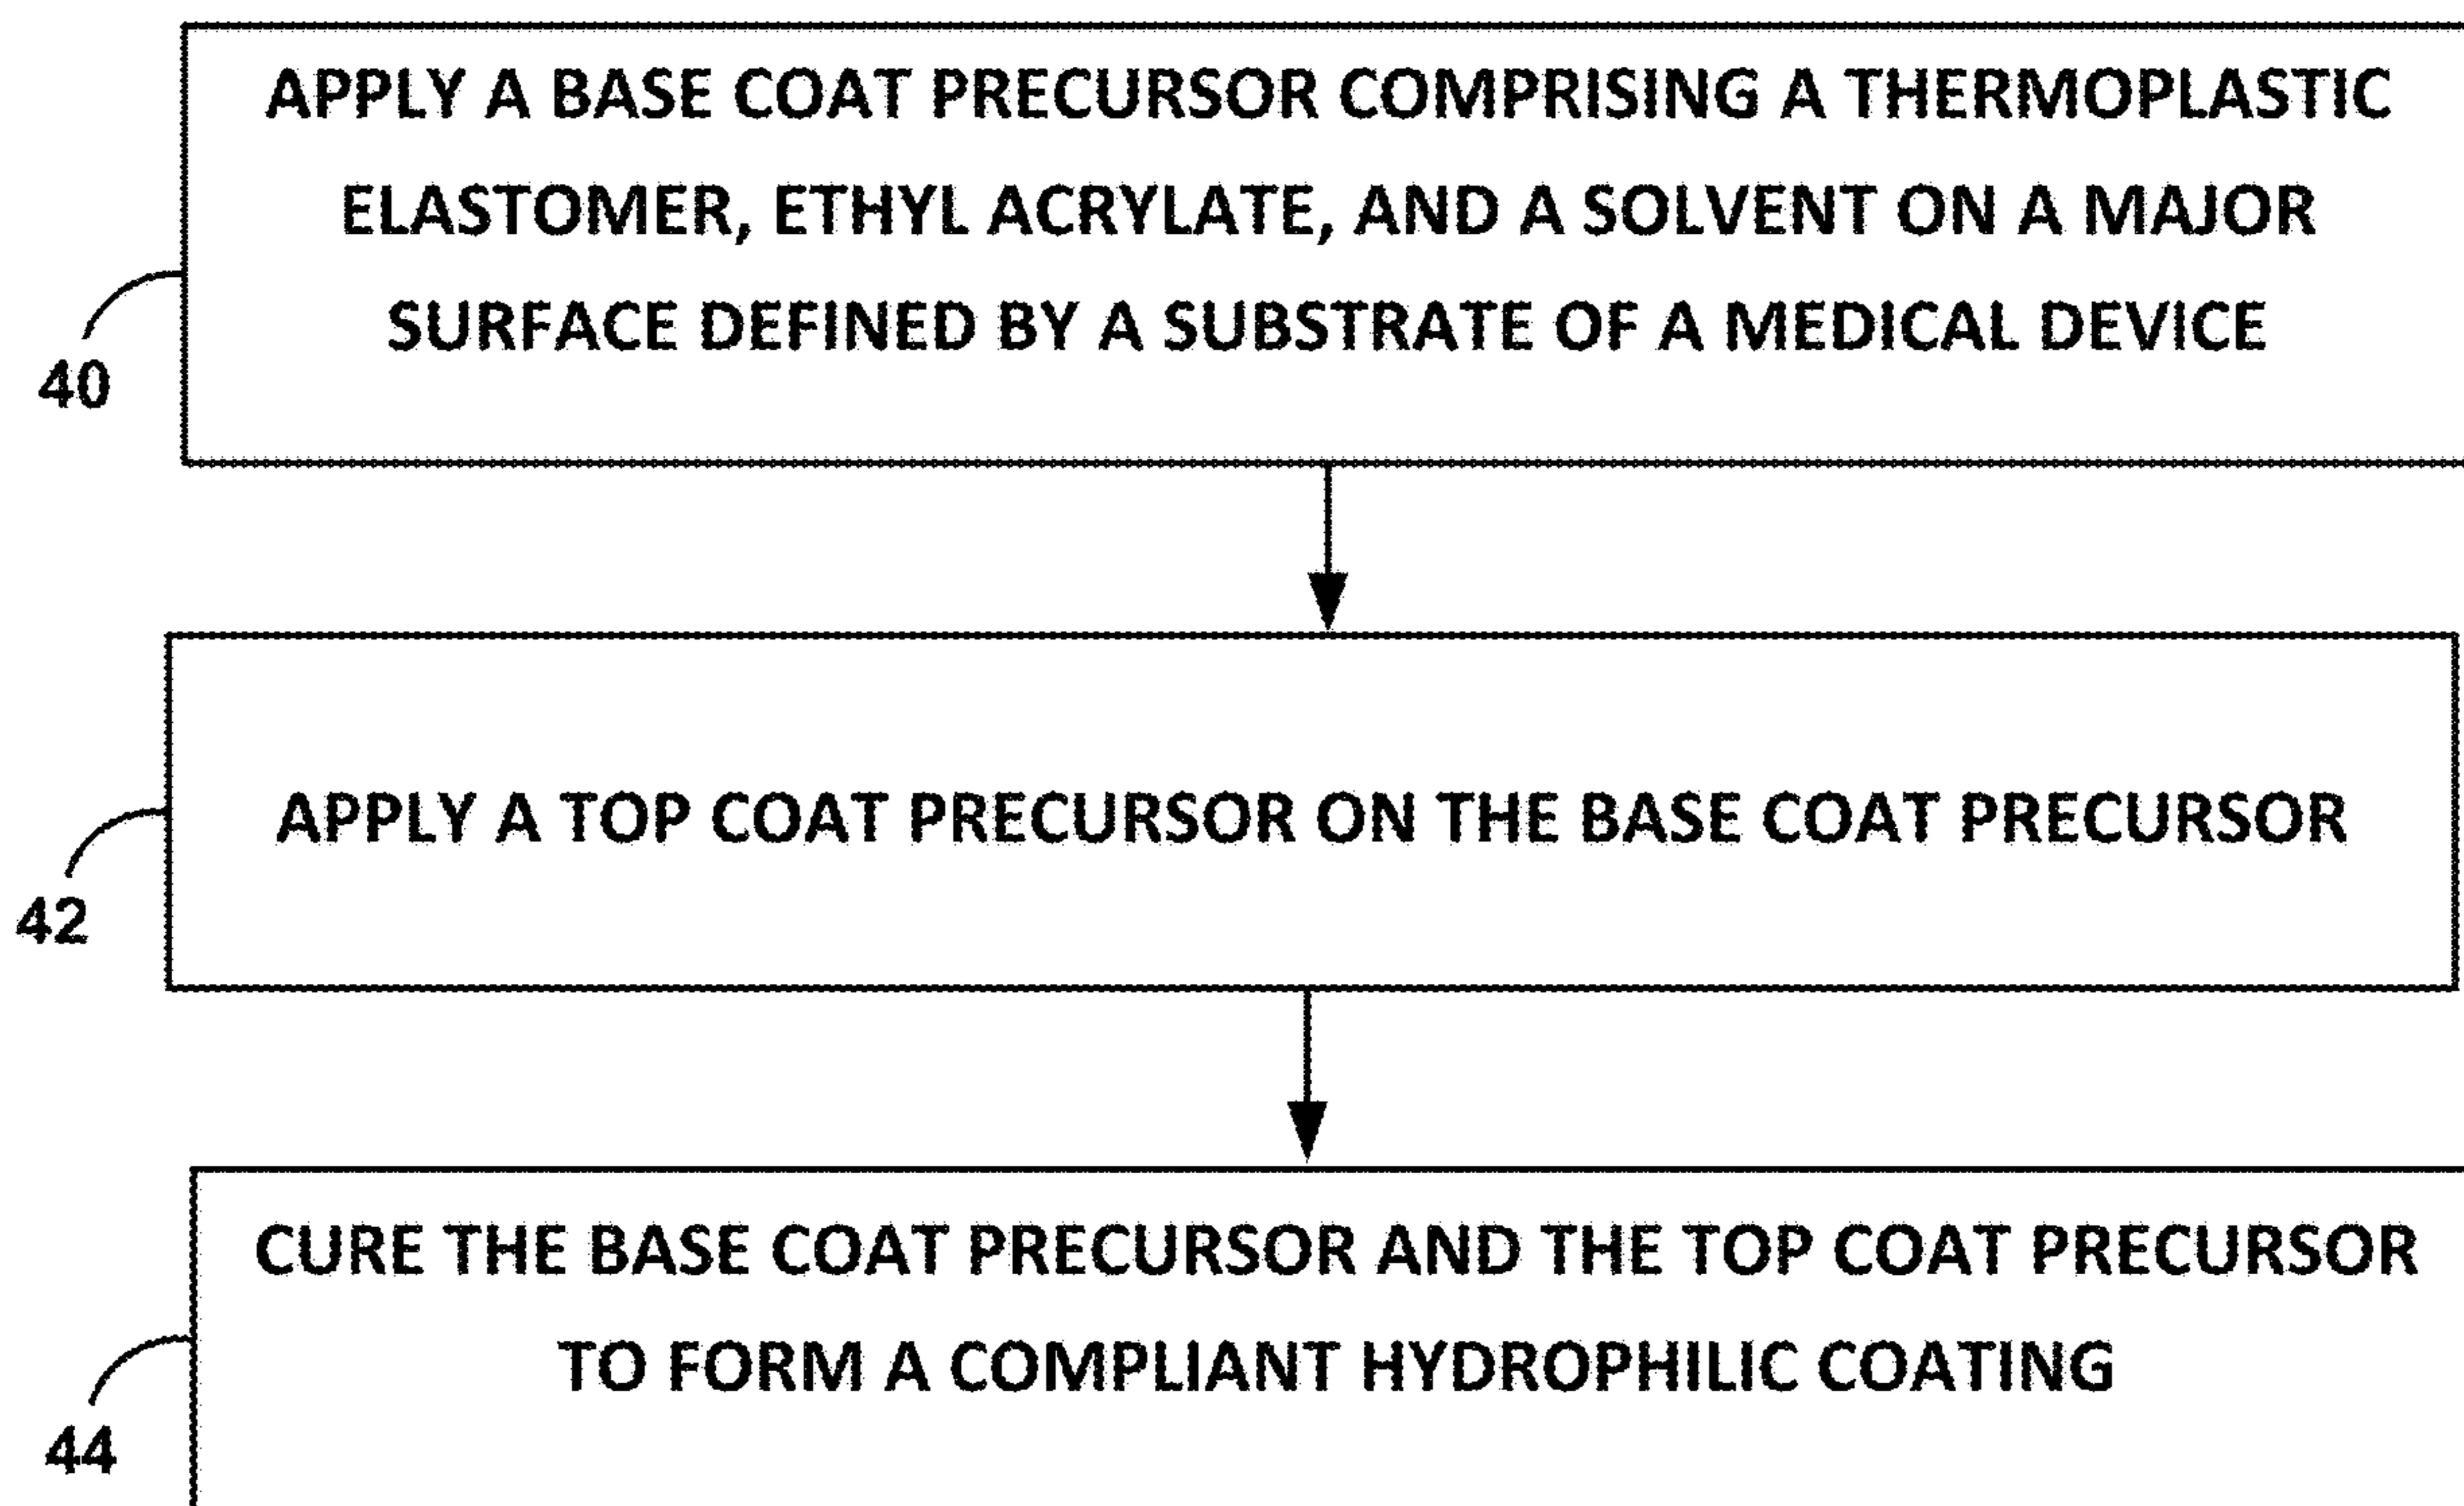 APPLY A BASE COAT PRECURSOR COMPRISING A THERMOPLASTIC
ELASTOMER, ETHYL ACRYLATE, AND A SOLVENT ON A MAJOR
SURFACE DEFINED BY A SUBSTRATE OF A MEDICAL DEVICE
40
APPLY A TOP COAT PRECURSOR ON THE BASE COAT PRECURSOR
42
CURE THE BASE COAT PRECURSOR AND THE TOP COAT PRECURSOR
TO FORM A COMPLIANT HYDROPHILIC COATING
44